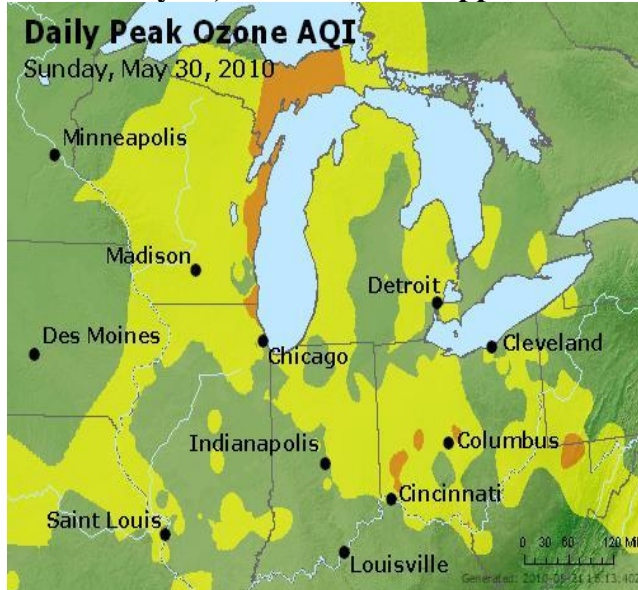 Daily Peak Ozone AQI
Sunday, May 30, 2010
Minneapolis
Madison
Detroit
Des Moines
Chicago
Cleveland
Indianapolis
Columbus
Cincinnati
Saint Louis
Louisville
0 30 60 120
Generated: